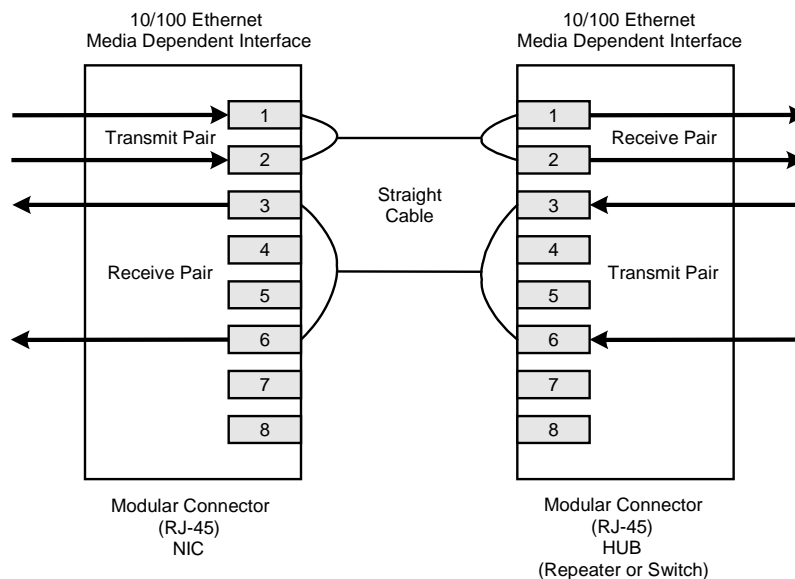 10/100 Ethernet
Media Dependent Interface
10/100 Ethernet
Media Dependent Interface
1
Transmit Pair
2
3
4
Receive Pair
5
6
7
8
Straight
Cable
1
Receive Pair
2
3
4
Transmit Pair
5
6
7
8
Modular Connector
(RJ-45)
NIC
Modular Connector
(RJ-45)
HUB
(Repeater or Switch)